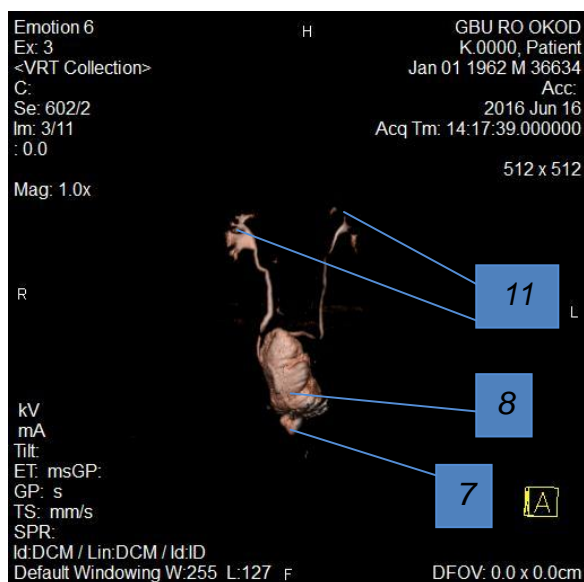 Emotion 6
Ex: 3
<VRT Collection>
C:
Se: 602/2
Im: 3/11
: 0.0
Mag: 1.0x
H
GBU RO OKOD
K.0000, Patient
Jan 01 1962 M 36634
Acc:
2016 Jun 16
Acq Tm: 14:17:39.000000
512 x 512
R
11
L
8
7
A
kV
mA
Tilt:
ET: msGP:
GP: s
TS: mm/s
SPR:
Id:DCM / Lin:DCM / Id:ID
Default Windowing W:255 L:127
F
DFOV: 0.0 x 0.0cm